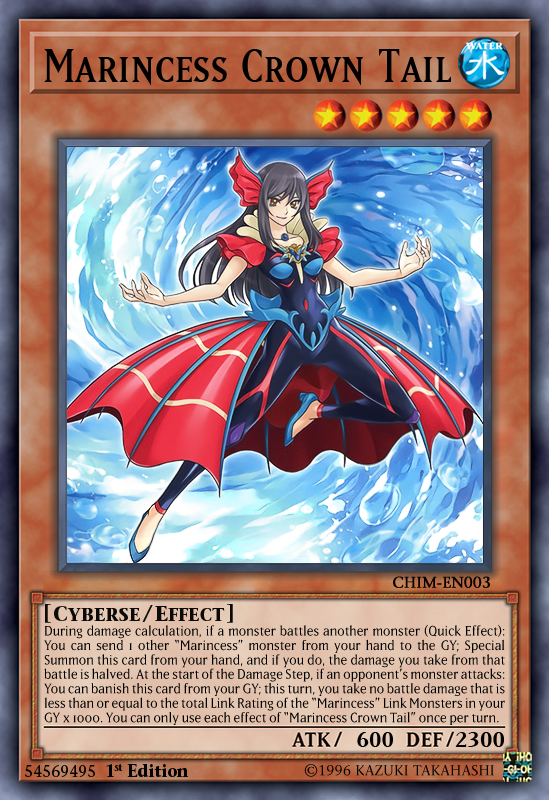 Marincess Crown Tail
WATER
水
CHIM-EN003
[Cyberse/Effect]
During damage calculation, if a monster battles another monster (Quick Effect):
You can send 1 other "Marincess" monster from your hand to the GY; Special
Summon this card from your hand, and if you do, the damage you take from that
battle is halved. At the start of the Damage Step, if an opponent's monster attacks:
You can banish this card from your GY; this turn, you take no battle damage that is
less than or equal to the total Link Rating of the "Marincess" Link Monsters in your
GY x 1000. You can only use each effect of "Marincess Crown Tail" once per turn.
ATK/ 600 DEF/2300
54569495 1st Edition ©1996 KAZUKI TAKAHASHI